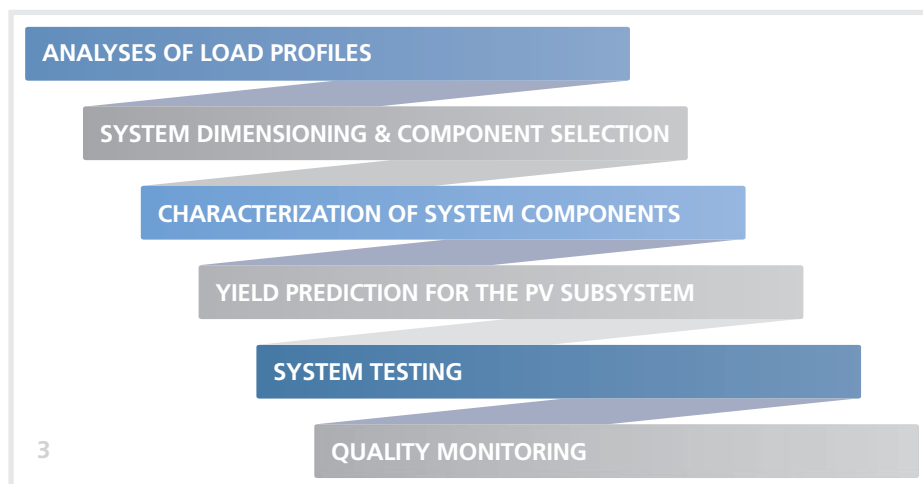 ANALYSES OF LOAD PROFILES
SYSTEM DIMENSIONING & COMPONENT SELECTION
CHARACTERIZATION OF SYSTEM COMPONENTS
YIELD PREDICTION FOR THE PV SUBSYSTEM
SYSTEM TESTING
QUALITY MONITORING
3